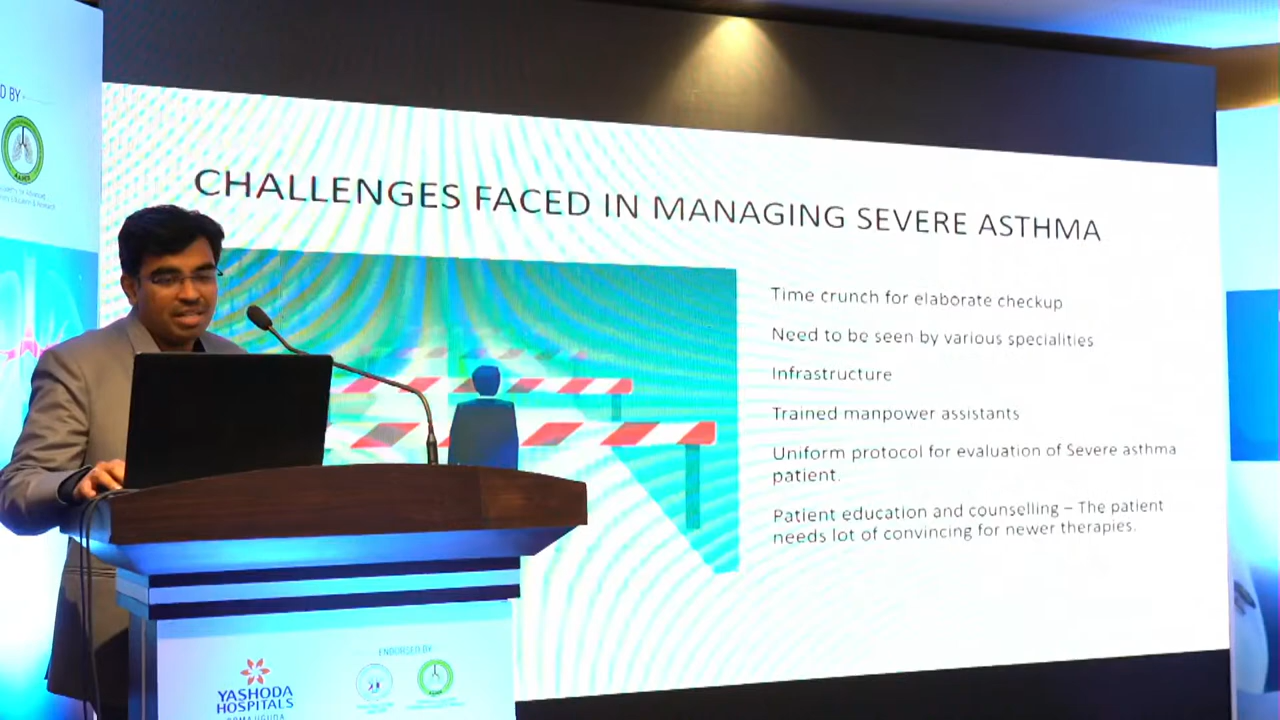 D BY
CHALLENGES FACED IN MANAGING SEVERE ASTHMA
Time crunch for elaborate checkup
Need to be seen by various specialities
Infrastructure
Trained manpower assistants
Uniform protocol for evaluation of Severe asthma
patient.
Patient education and counselling – The patient
needs lot of convincing for newer therapies.
YASHODA
HOSPITALS
ENDORSED BY